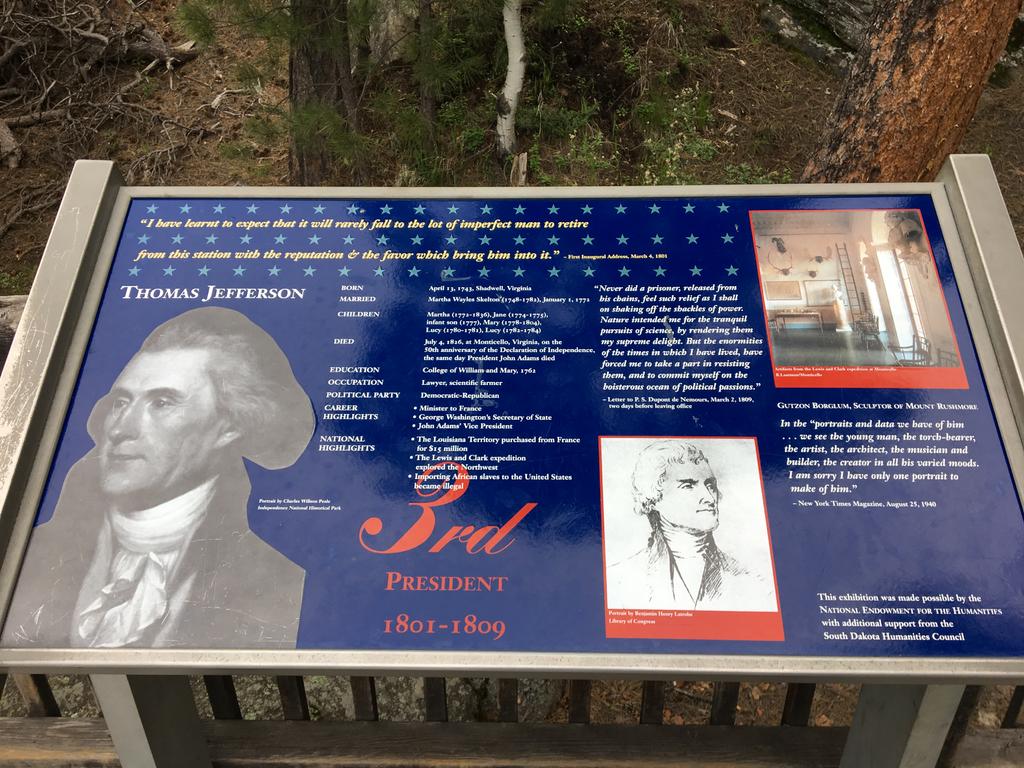 "I have learnt to expect that it will rarely fall to the lot of imperfect man to retire
from this station with the reputation & the favor which bring him into it." – First Inaugural Address, March 4, 1801
THOMAS JEFFERSON
BORN April 13, 1743, Shadwell, Virginia
MARRIED Martha Wayles Skelton (1748-1782), January 1, 1772
CHILDREN Martha (1772-1836), Jane (1774-1775),
infant son (1777), Mary (1778-1804),
Lucy (1780-1781), Lucy (1782-1784)
DIED July 4, 1826, at Monticello, Virginia, on the
50th anniversary of the Declaration of Independence,
the same day President John Adams died
EDUCATION College of William and Mary, 1762
OCCUPATION Lawyer, scientific farmer
POLITICAL PARTY Democratic-Republican
CAREER HIGHLIGHTS • Minister to France
• George Washington's Secretary of State
• John Adams' Vice President
NATIONAL HIGHLIGHTS • The Louisiana Territory purchased from France
for $15 million
• The Lewis and Clark expedition
explored the Northwest
• Importing African slaves to the United States
became illegal
Portrait by Charles Willson Peale
Independence National Historical Park
3rd
PRESIDENT
1801-1809
"Never did a prisoner, released from
his chains, feel such relief as I shall
on shaking off the shackles of power.
Nature intended me for the tranquil
pursuits of science, by rendering them
my supreme delight. But the enormities
of the times in which I have lived, have
forced me to take a part in resisting
them, and to commit myself on the
boisterous ocean of political passions."
– Letter to P. S. Dupont de Nemours, March 2, 1809,
two days before leaving office
Portrait by Benjamin Henry Latrobe
Library of Congress
Artifacts from the Lewis and Clark expedition at Monticello
R.Lautman/Monticello
GUTZON BORGLUM, SCULPTOR OF MOUNT RUSHMORE
In the "portraits and data we have of him
. . . we see the young man, the torch-bearer,
the artist, the architect, the musician and
builder, the creator in all his varied moods.
I am sorry I have only one portrait to
make of him."
– New York Times Magazine, August 25, 1940
This exhibition was made possible by the
NATIONAL ENDOWMENT FOR THE HUMANITIES
with additional support from the
South Dakota Humanities Council